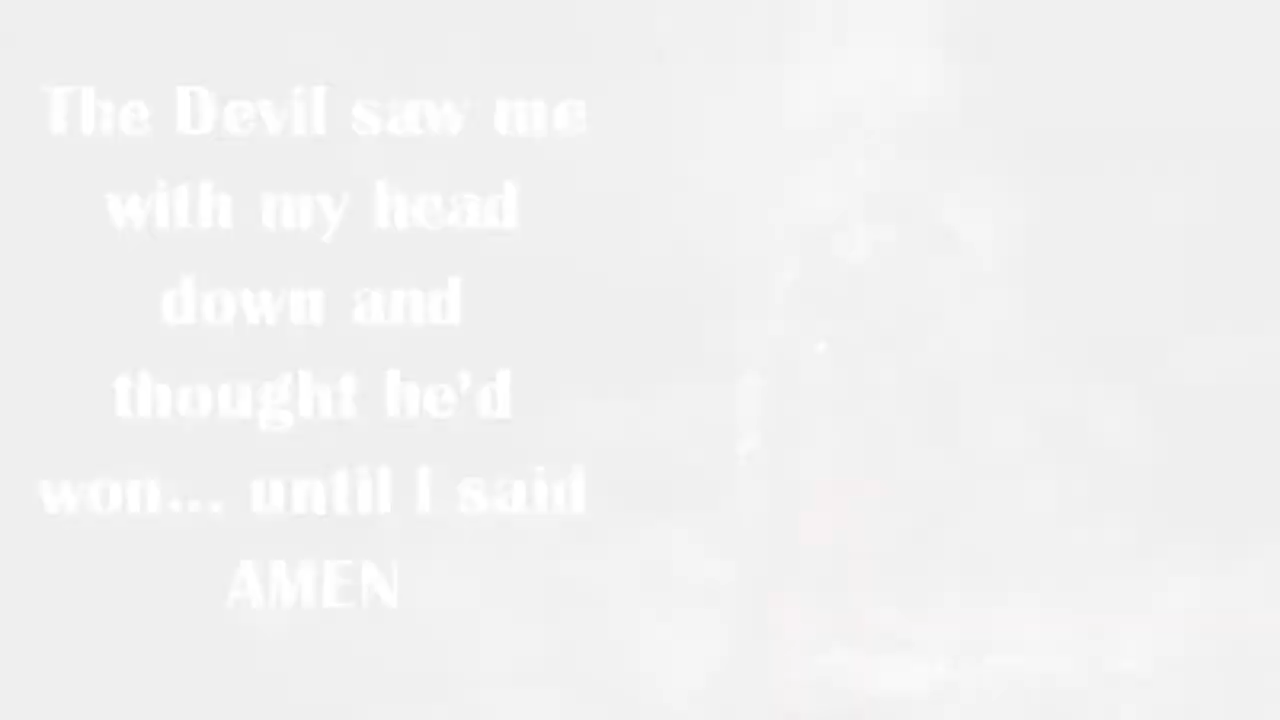 The Devil saw me
with my head
down and
thought he'd
won... until I said
AMEN